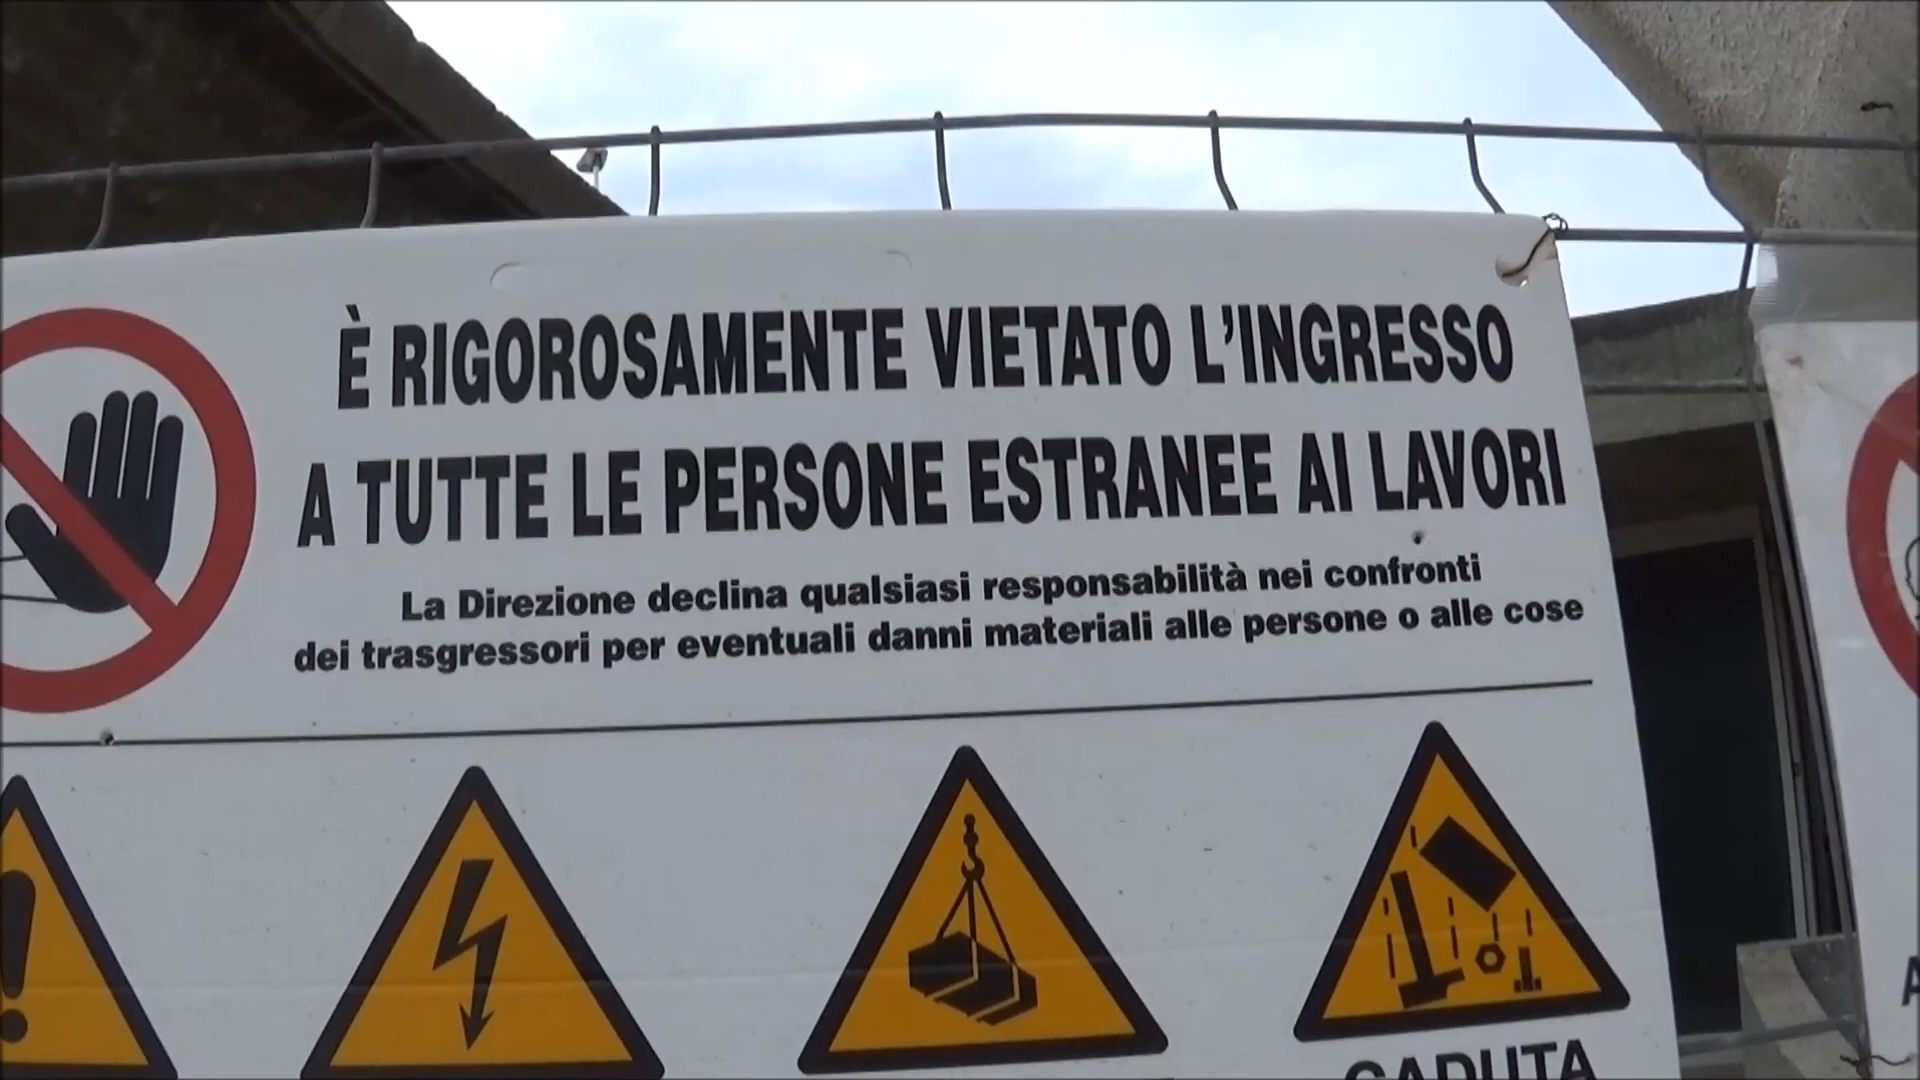 È RIGOROSAMENTE VIETATO L'INGRESSO
A TUTTE LE PERSONE ESTRANEE AI LAVORI
La Direzione declina qualsiasi responsabilità nei confronti
dei trasgressori per eventuali danni materiali alle persone o alle cose
CADUTA